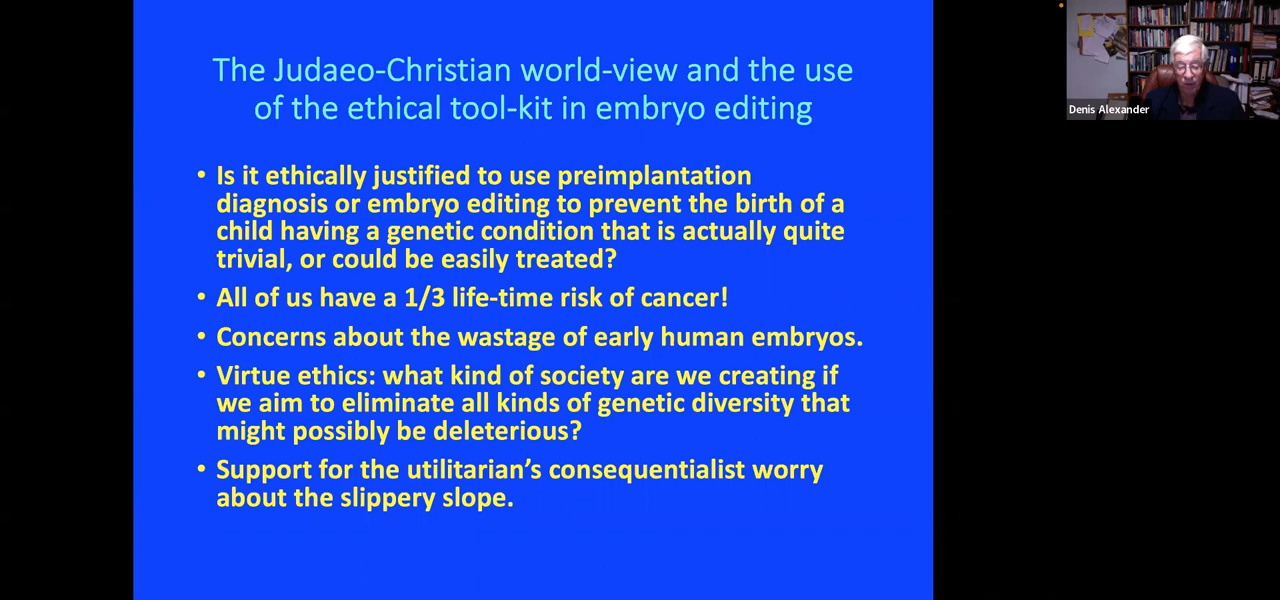 The Judaeo-Christian world-view and the use
of the ethical tool-kit in embryo editing
• Is it ethically justified to use preimplantation
diagnosis or embryo editing to prevent the birth of a
child having a genetic condition that is actually quite
trivial, or could be easily treated?
• All of us have a 1/3 life-time risk of cancer!
• Concerns about the wastage of early human embryos.
• Virtue ethics: what kind of society are we creating if
we aim to eliminate all kinds of genetic diversity that
might possibly be deleterious?
• Support for the utilitarian’s consequentialist worry
about the slippery slope.
Denis Alexander